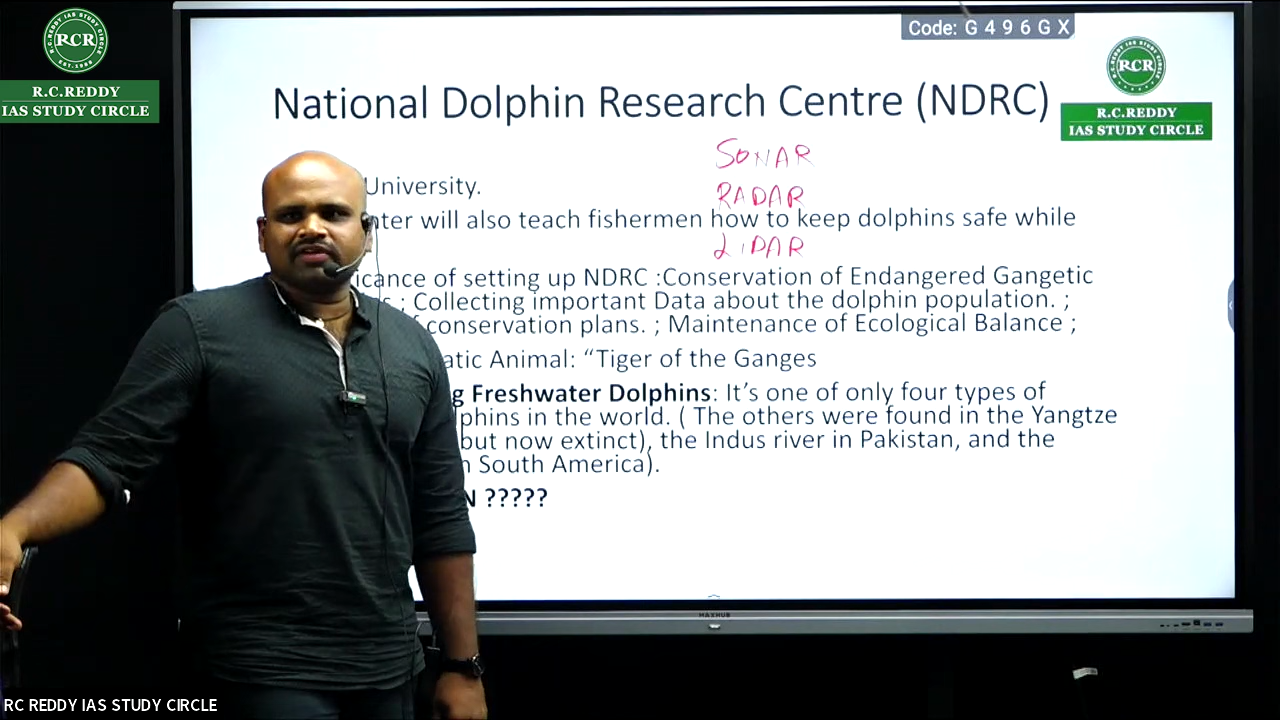 RCR
EST-1986
R.C.REDDY
IAS STUDY CIRCLE
Code: G 4 9 6 G X
RCR
R.C.REDDY
IAS STUDY CIRCLE
National Dolphin Research Centre (NDRC)
SONAR
University.
RADAR
nter will also teach fishermen how to keep dolphins safe while
LIDAR
icance of setting up NDRC :Conservation of Endangered Gangetic
s ; Collecting important Data about the dolphin population. ;
f conservation plans. ; Maintenance of Ecological Balance ;
atic Animal: “Tiger of the Ganges
g Freshwater Dolphins: It’s one of only four types of
lphins in the world. ( The others were found in the Yangtze
but now extinct), the Indus river in Pakistan, and the
n South America).
N ?????
MAXHUB
RC REDDY IAS STUDY CIRCLE